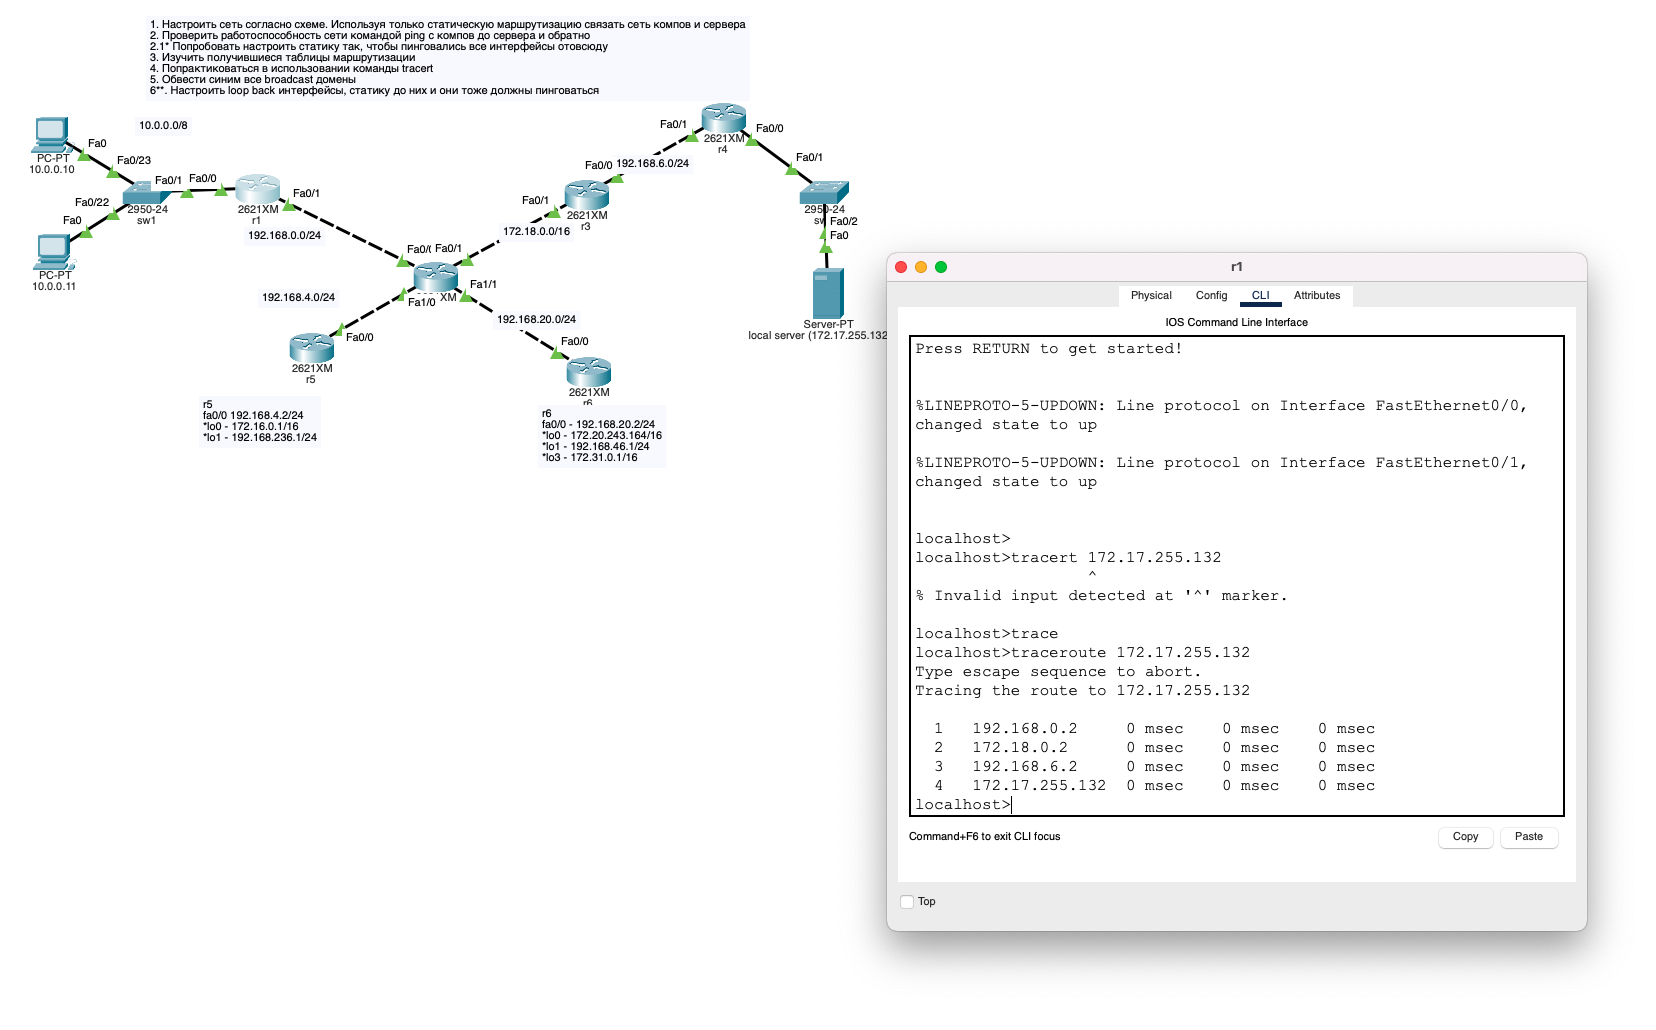 1. Настроить сеть согласно схеме. Используя только статическую маршрутизацию связать сеть компов и сервера
2. Проверить работоспособность сети командой ping с компов до сервера и обратно
2.1* Попробовать настроить статику так, чтобы пинговались все интерфейсы отовсюду
3. Изучить получившиеся таблицы маршрутизации
4. Попрактиковаться в использовании команды tracert
5. Обвести синим все broadcast домены
6**. Настроить loop back интерфейсы, статику до них и они тоже должны пинговаться
10.0.0.0/8
Fa0
PC-PT
10.0.0.10
Fa0/23
Fa0/1
Fa0/0
2950-24
sw1
Fa0/22
Fa0
PC-PT
10.0.0.11
2621XM
r1
Fa0/1
192.168.0.0/24
Fa0/1
2621XM
r4
Fa0/0
Fa0/0
192.168.6.0/24
Fa0/1
2621XM
r3
172.18.0.0/16
Fa0/1
2950-24
sw
Fa0/2
Fa0
Server-PT
local server (172.17.255.132
Fa0/(
Fa0/1
XM
Fa1/0
Fa1/1
192.168.4.0/24
192.168.20.0/24
Fa0/0
2621XM
r5
Fa0/0
2621XM
r6
r5
fa0/0 192.168.4.2/24
*lo0 - 172.16.0.1/16
*lo1 - 192.168.236.1/24
r6
fa0/0 - 192.168.20.2/24
*lo0 - 172.20.243.164/16
*lo1 - 192.168.46.1/24
*lo3 - 172.31.0.1/16
r1
Physical Config CLI Attributes
IOS Command Line Interface
Press RETURN to get started!
%LINEPROTO-5-UPDOWN: Line protocol on Interface FastEthernet0/0,
changed state to up
%LINEPROTO-5-UPDOWN: Line protocol on Interface FastEthernet0/1,
changed state to up
localhost>
localhost>tracert 172.17.255.132
^
% Invalid input detected at '^' marker.
localhost>trace
localhost>traceroute 172.17.255.132
Type escape sequence to abort.
Tracing the route to 172.17.255.132
1 192.168.0.2 0 msec 0 msec 0 msec
2 172.18.0.2 0 msec 0 msec 0 msec
3 192.168.6.2 0 msec 0 msec 0 msec
4 172.17.255.132 0 msec 0 msec 0 msec
localhost>
Command+F6 to exit CLI focus
Copy Paste
Top